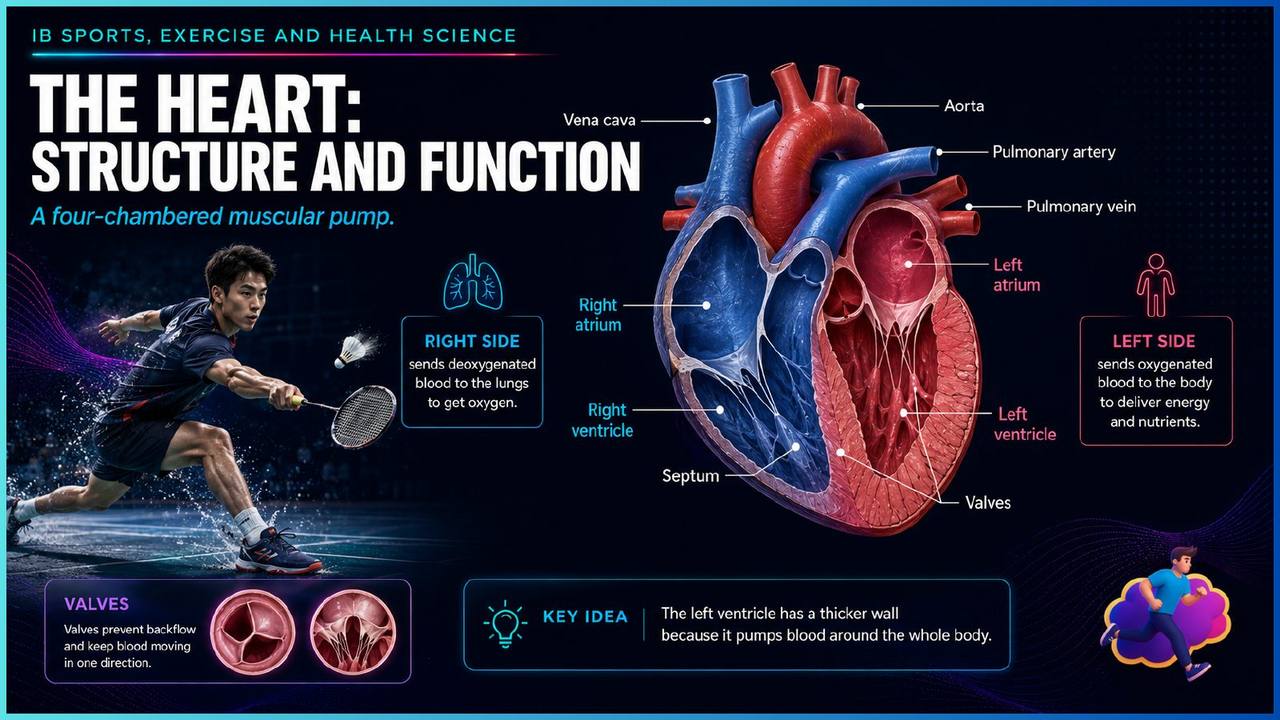 IB SPORTS, EXERCISE AND HEALTH SCIENCE
THE HEART:
STRUCTURE AND FUNCTION
A four-chambered muscular pump.
Vena cava
Aorta
Pulmonary artery
Pulmonary vein
Left
atrium
Right
atrium
RIGHT SIDE
sends deoxygenated
blood to the lungs
to get oxygen.
LEFT SIDE
sends oxygenated
blood to the body
to deliver energy
and nutrients.
Right
ventricle
Left
ventricle
Septum
Valves
VALVES
Valves prevent backflow
and keep blood moving
in one direction.
KEY IDEA
The left ventricle has a thicker wall
because it pumps blood around the whole body.